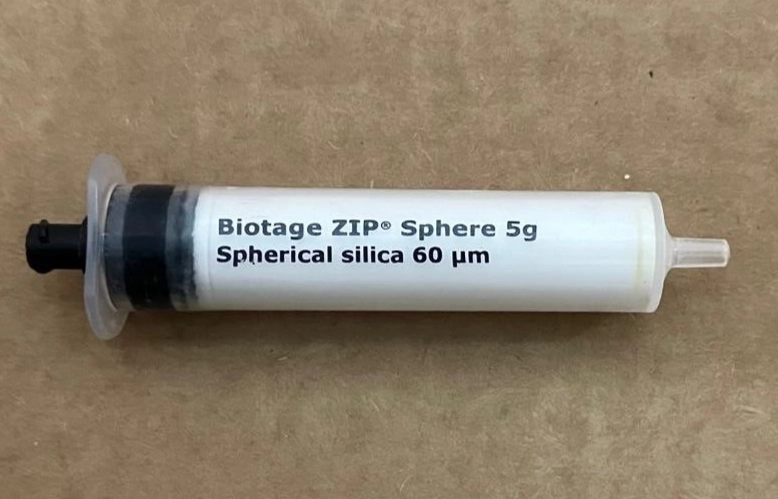 Biotage ZIP® Sphere 5g
Spherical silica 60 µm